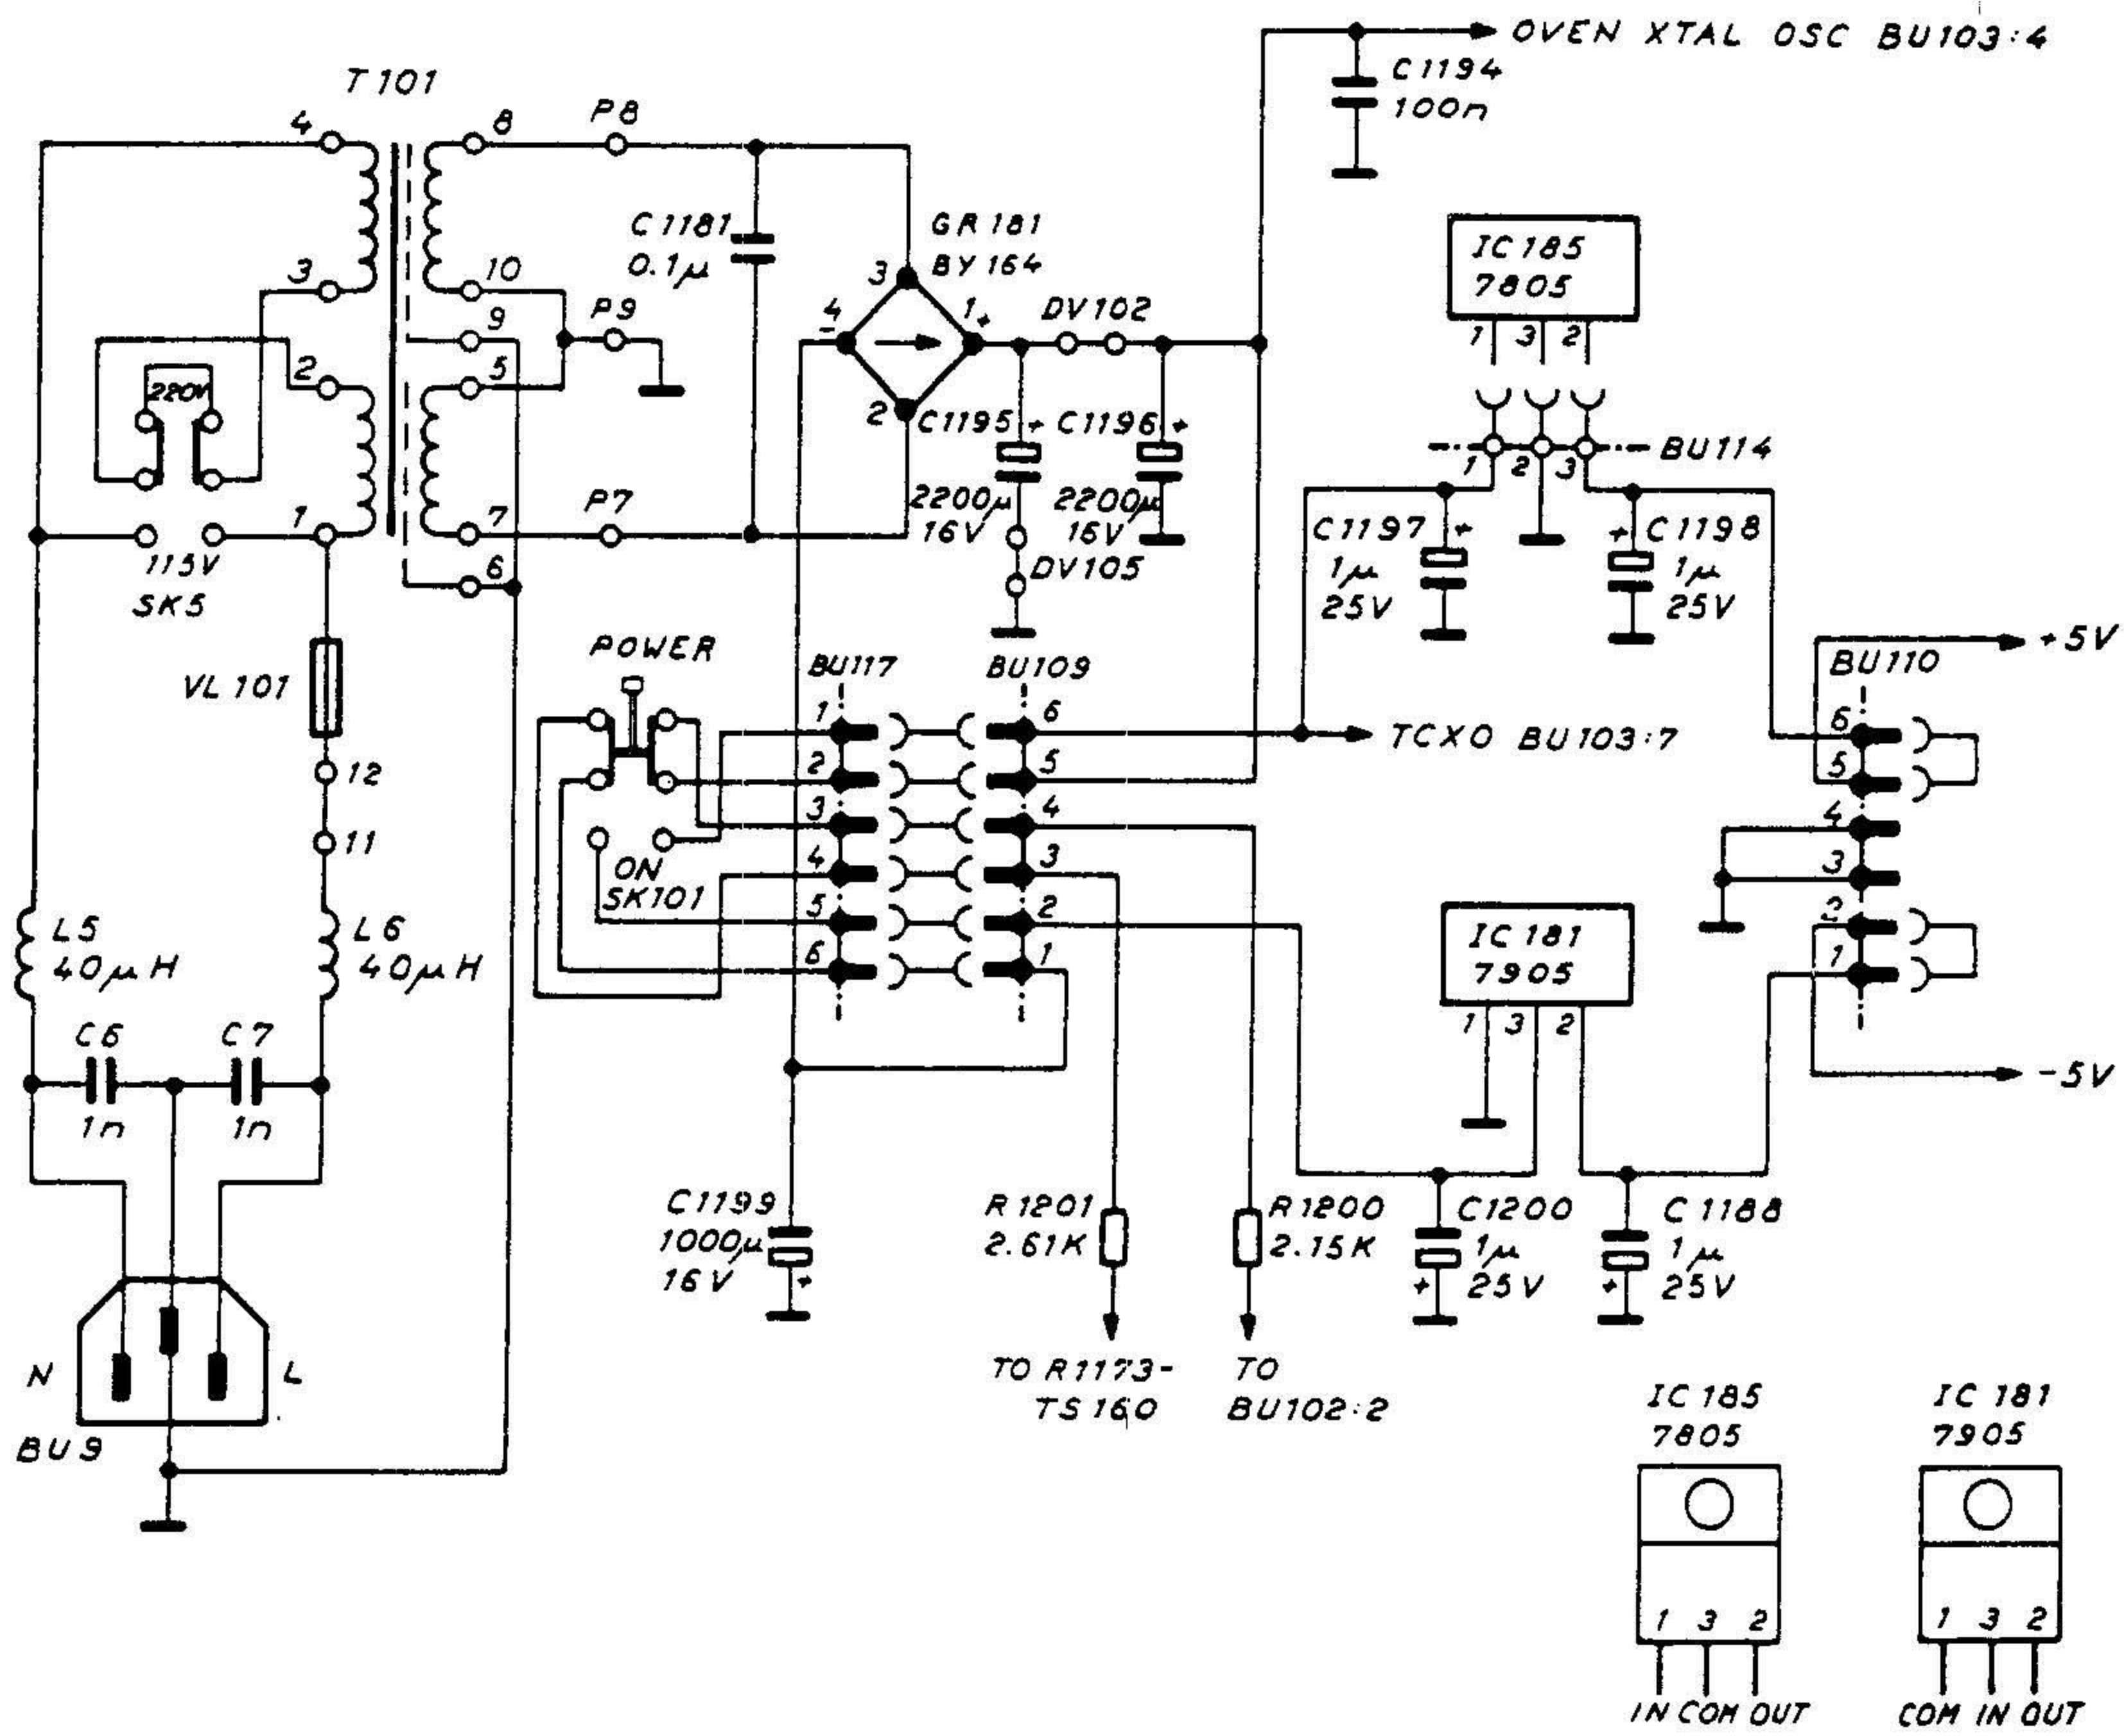 OVEN XTAL OSC BU103:4
C1194
100n
T101
4
8
P8
3
10
9
P9
2
5
220V
1
7
P7
6
115V
SK5
C1181
0.1µ
GR181
BY164
3
4
-
1
+
2
DV102
C1195
+
2200µ
16V
C1196
+
2200µ
16V
DV105
IC185
7805
1 3 2
1 2 3
BU114
C1197
+
1µ
25V
+
C1198
1µ
25V
VL101
12
11
POWER
ON
SK101
BU117
1
2
3
4
5
6
BU109
6
5
4
3
2
1
TCXO BU103:7
+5V
BU110
6
5
4
3
2
1
-5V
IC181
7905
1 3 2
L5
40µH
L6
40µH
C6
1n
C7
1n
N
L
BU9
C1199
1000µ
16V
+
R1201
2.61K
TO R1173-
TS160
R1200
2.15K
TO
BU102:2
C1200
1µ
25V
+
C1188
1µ
25V
+
IC185
7805
1 3 2
IN COM OUT
IC181
7905
1 3 2
COM IN OUT